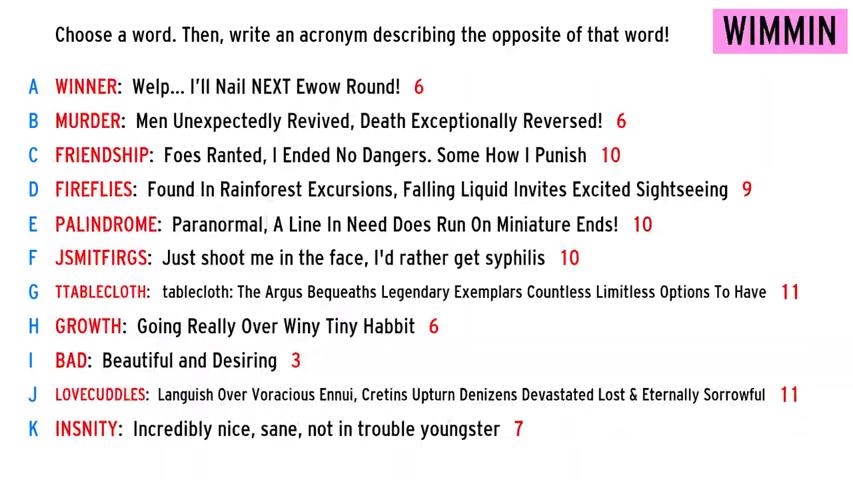 Choose a word. Then, write an acronym describing the opposite of that word!
WIMMIN
A WINNER: Welp... I'll Nail NEXT Ewow Round! 6
B MURDER: Men Unexpectedly Revived, Death Exceptionally Reversed! 6
C FRIENDSHIP: Foes Ranted, I Ended No Dangers. Some How I Punish 10
D FIREFLIES: Found In Rainforest Excursions, Falling Liquid Invites Excited Sightseeing 9
E PALINDROME: Paranormal, A Line In Need Does Run On Miniature Ends! 10
F JSMITFIRGS: Just shoot me in the face, I'd rather get syphilis 10
G TTABLECLOTH: tablecloth: The Argus Bequeaths Legendary Exemplars Countless Limitless Options To Have 11
H GROWTH: Going Really Over Winy Tiny Habbit 6
I BAD: Beautiful and Desiring 3
J LOVECUDDLES: Languish Over Voracious Ennui, Cretins Upturn Denizens Devastated Lost & Eternally Sorrowful 11
K INSNITY: Incredibly nice, sane, not in trouble youngster 7